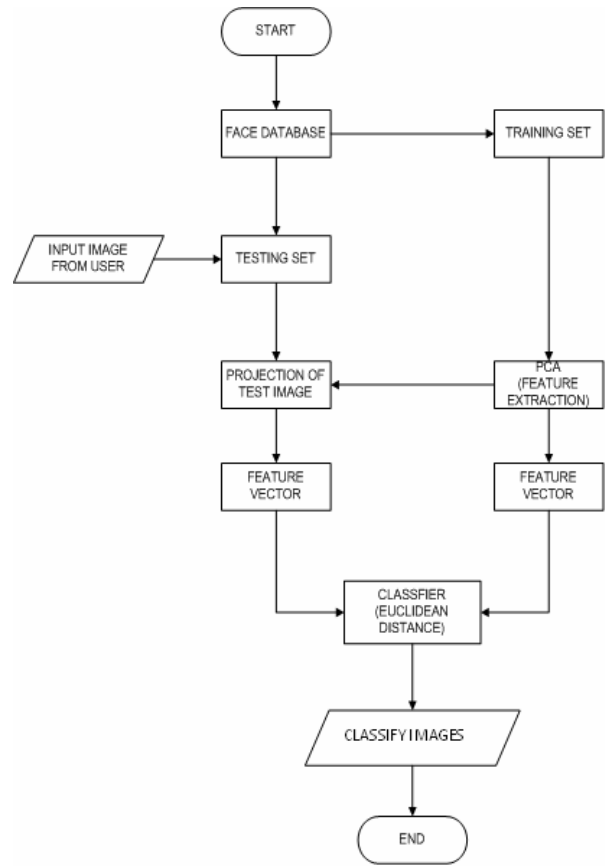 START
FACE DATABASE
TRAINING SET
INPUT IMAGE
FROM USER
TESTING SET
PROJECTION OF
TEST IMAGE
PCA
(FEATURE
EXTRACTION)
FEATURE
VECTOR
FEATURE
VECTOR
CLASSFIER
(EUCLIDEAN
DISTANCE)
CLASSIFY IMAGES
END